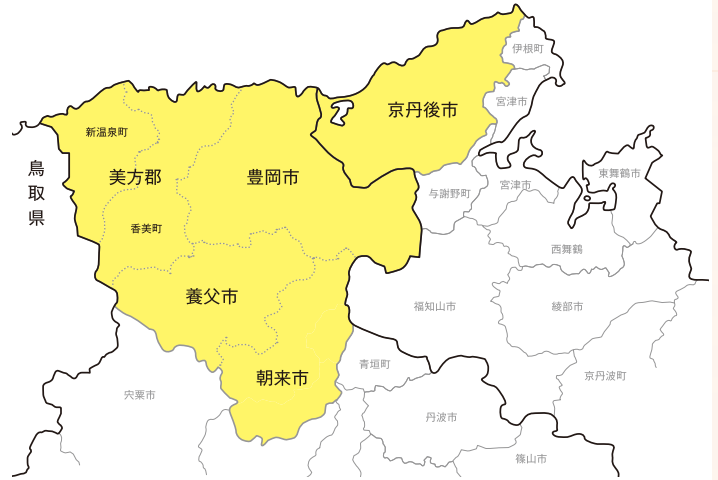 伊根町
宮津市
京丹後市
新温泉町
鳥取県
美方郡
豊岡市
東舞鶴市
宮津市
与謝野町
香美町
西舞鶴
養父市
福知山市
綾部市
青垣町
朝来市
京丹波町
宍粟市
丹波市
篠山市